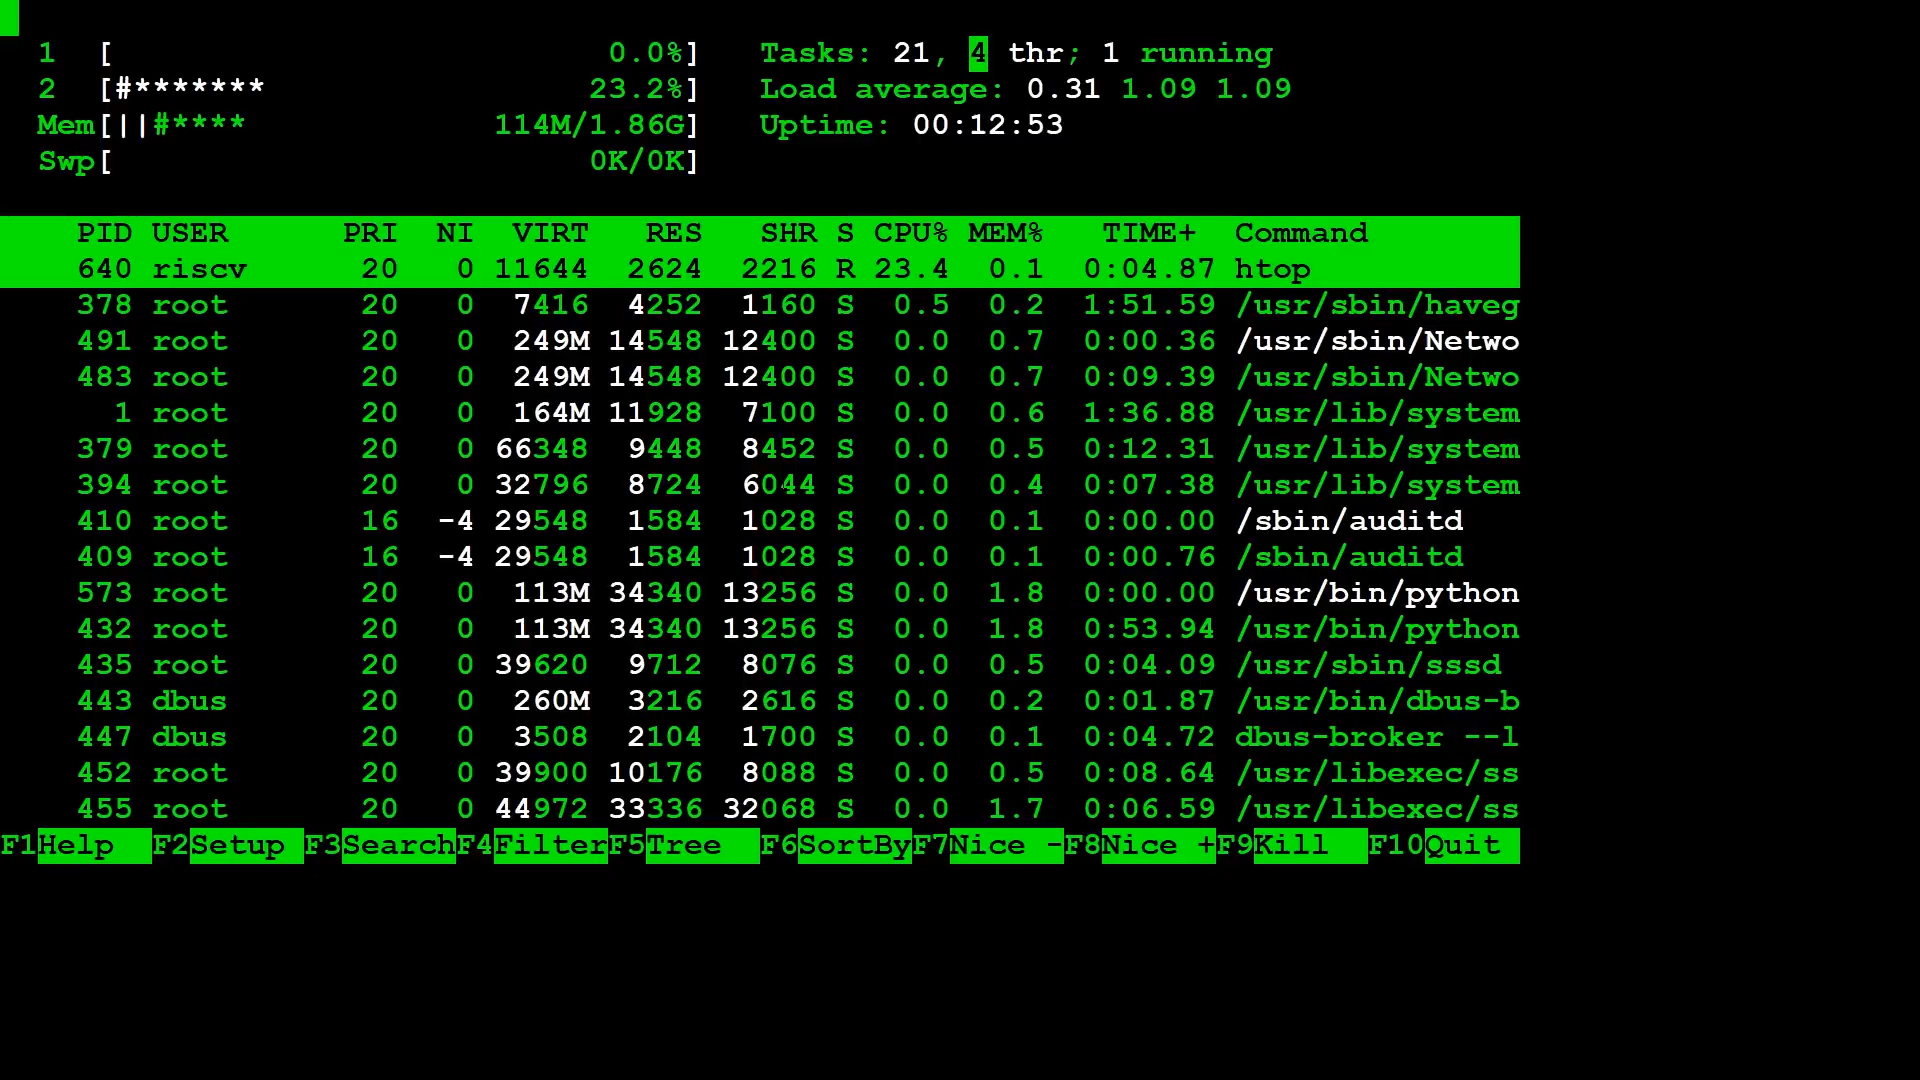 1  [                          0.0%]   Tasks: 21, 4 thr; 1 running
2  [#*******                 23.2%]   Load average: 0.31 1.09 1.09
Mem[||#****             114M/1.86G]   Uptime: 00:12:53
Swp[                         0K/0K]
PID USER      PRI  NI  VIRT   RES   SHR S CPU% MEM%   TIME+  Command
640 riscv      20   0 11644  2624  2216 R 23.4  0.1  0:04.87 htop
378 root       20   0  7416  4252  1160 S  0.5  0.2  1:51.59 /usr/sbin/haveg
491 root       20   0  249M 14548 12400 S  0.0  0.7  0:00.36 /usr/sbin/Netwo
483 root       20   0  249M 14548 12400 S  0.0  0.7  0:09.39 /usr/sbin/Netwo
1 root       20   0  164M 11928  7100 S  0.0  0.6  1:36.88 /usr/lib/system
379 root       20   0 66348  9448  8452 S  0.0  0.5  0:12.31 /usr/lib/system
394 root       20   0 32796  8724  6044 S  0.0  0.4  0:07.38 /usr/lib/system
410 root       16  -4 29548  1584  1028 S  0.0  0.1  0:00.00 /sbin/auditd
409 root       16  -4 29548  1584  1028 S  0.0  0.1  0:00.76 /sbin/auditd
573 root       20   0  113M 34340 13256 S  0.0  1.8  0:00.00 /usr/bin/python
432 root       20   0  113M 34340 13256 S  0.0  1.8  0:53.94 /usr/bin/python
435 root       20   0 39620  9712  8076 S  0.0  0.5  0:04.09 /usr/sbin/sssd
443 dbus       20   0  260M  3216  2616 S  0.0  0.2  0:01.87 /usr/bin/dbus-b
447 dbus       20   0  3508  2104  1700 S  0.0  0.1  0:04.72 dbus-broker --l
452 root       20   0 39900 10176  8088 S  0.0  0.5  0:08.64 /usr/libexec/ss
455 root       20   0 44972 33336 32068 S  0.0  1.7  0:06.59 /usr/libexec/ss
F1Help  F2Setup F3SearchF4FilterF5Tree  F6SortByF7Nice -F8Nice +F9Kill  F10Quit